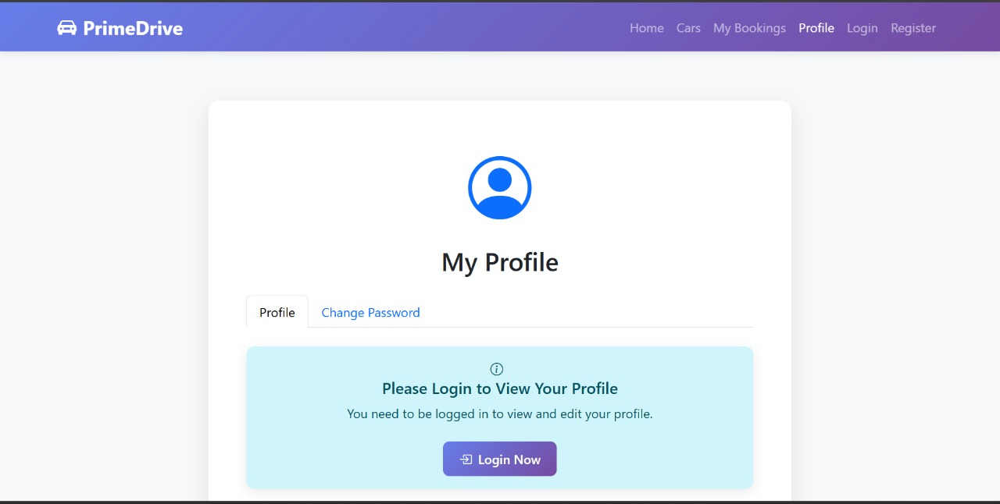 PrimeDrive
Home Cars My Bookings Profile Login Register
My Profile
Profile Change Password
Please Login to View Your Profile
You need to be logged in to view and edit your profile.
Login Now